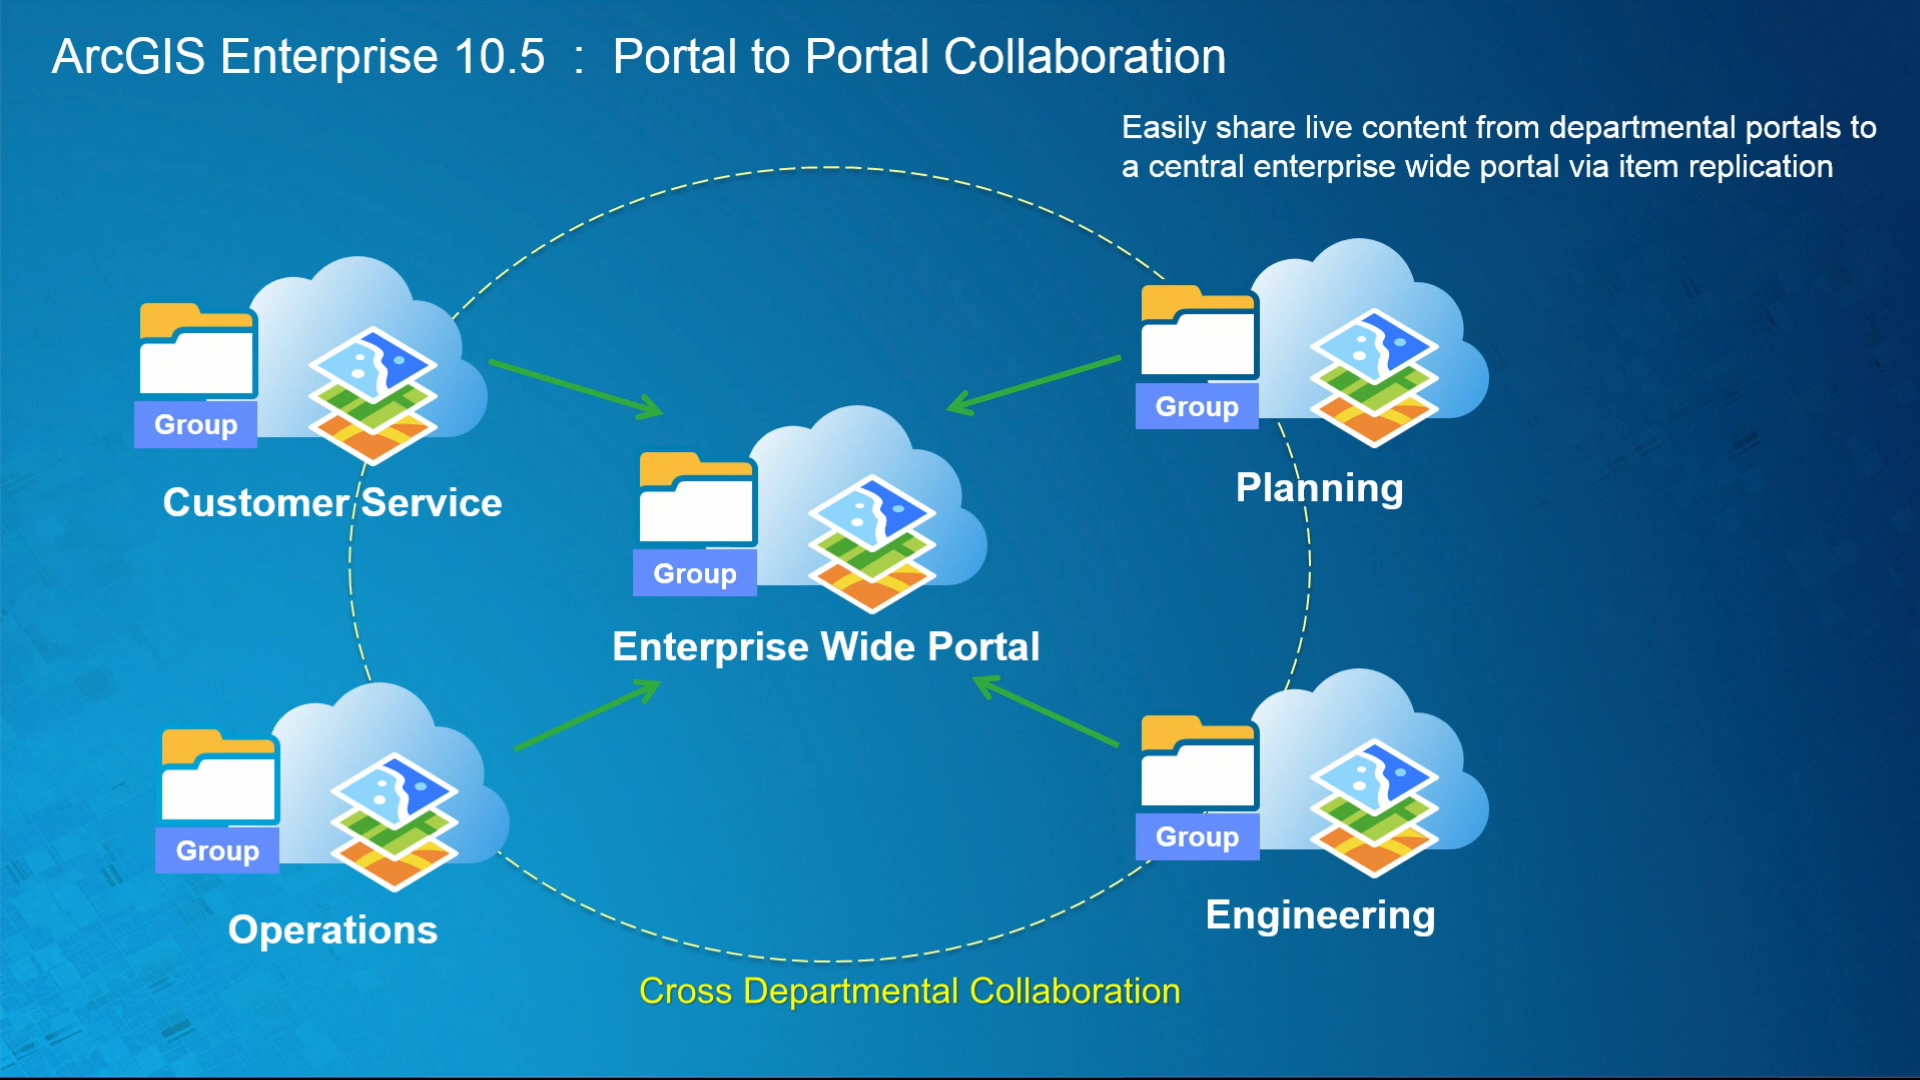 ArcGIS Enterprise 10.5 : Portal to Portal Collaboration
Easily share live content from departmental portals to
a central enterprise wide portal via item replication
Group
Customer Service
Group
Planning
Group
Enterprise Wide Portal
Group
Operations
Group
Engineering
Cross Departmental Collaboration